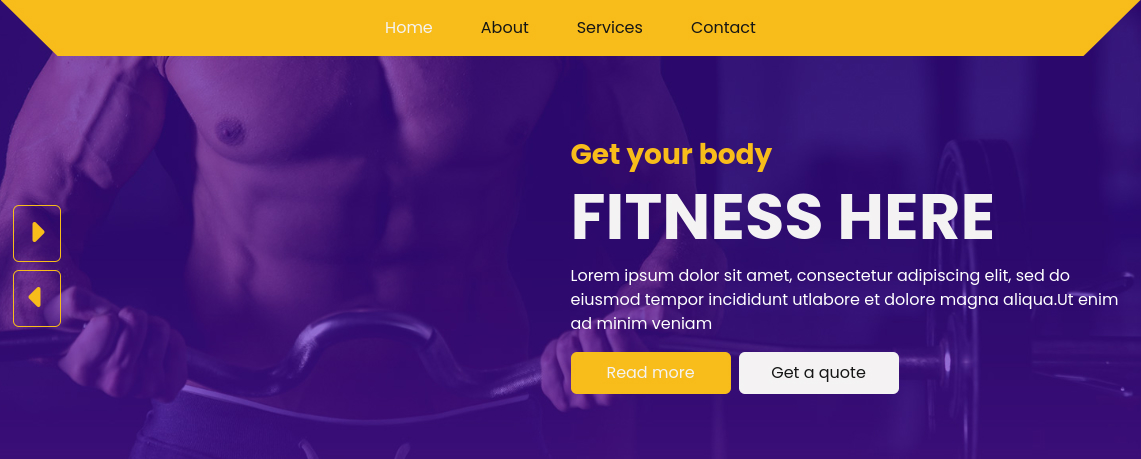 Home About Services Contact
Get your body
FITNESS HERE
Lorem ipsum dolor sit amet, consectetur adipiscing elit, sed do
eiusmod tempor incididunt utlabore et dolore magna aliqua.Ut enim
ad minim veniam
Read more Get a quote